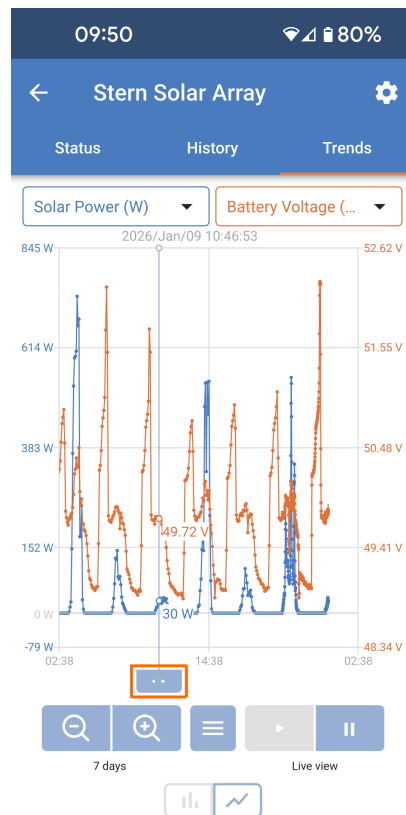 09:50 80%
Stern Solar Array
Status History Trends
Solar Power (W) Battery Voltage (...
2026/Jan/09 10:46:53
845 W 52.62 V
614 W 51.55 V
383 W 50.48 V
49.72 V
152 W 49.41 V
0 W 30 W
-79 W 48.34 V
02:38 14:38 02:38
7 days Live view